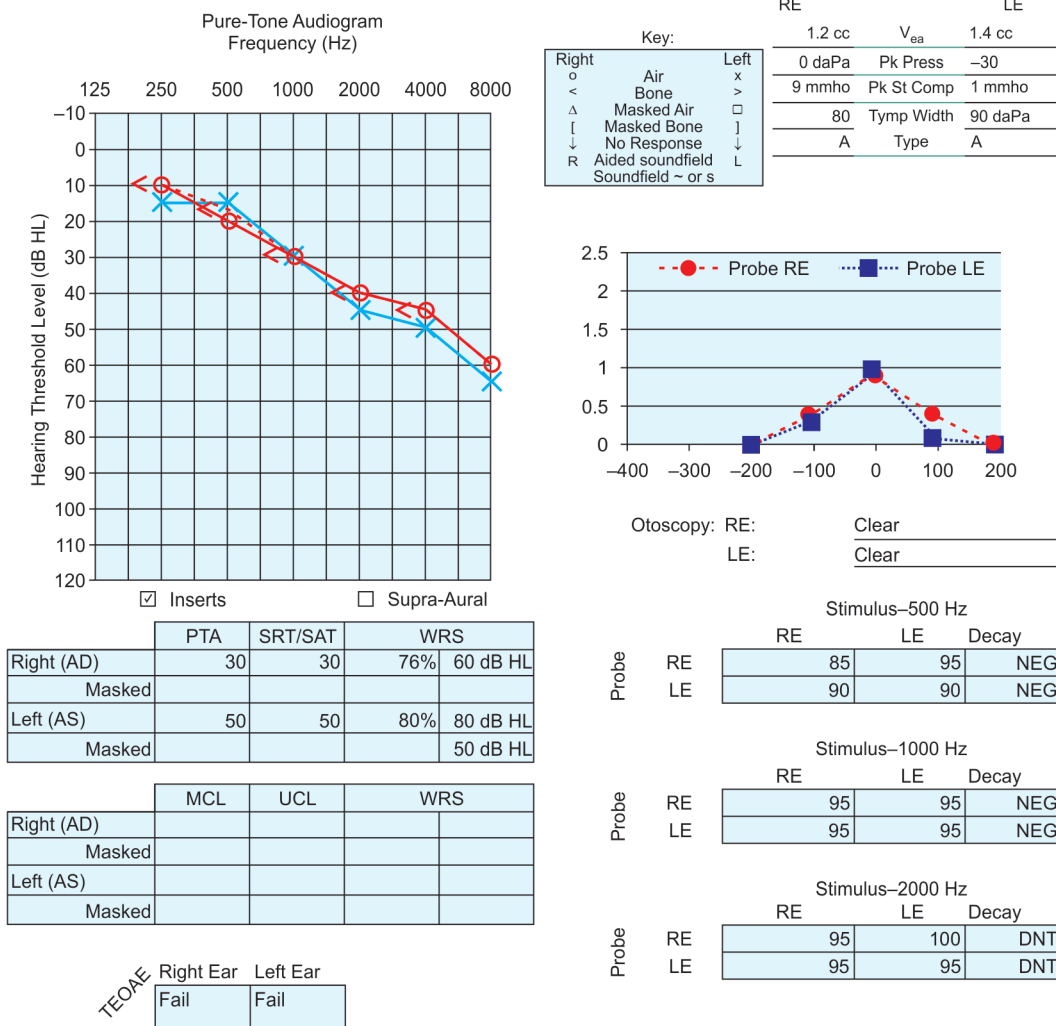 Pure-Tone Audiogram
Frequency (Hz)
125 250 500 1000 2000 4000 8000
Hearing Threshold Level (dB HL)
–10
0
10
20
30
40
50
60
70
80
90
100
110
120
☑ Inserts ☐ Supra-Aural
PTA SRT/SAT WRS
Right (AD) 30 30 76% 60 dB HL
Masked
Left (AS) 50 50 80% 80 dB HL
Masked 50 dB HL
MCL UCL WRS
Right (AD)
Masked
Left (AS)
Masked
TEOAE
Right Ear Left Ear
Fail Fail
Key:
Right Left
o Air x
< Bone >
Δ Masked Air □
[ Masked Bone ]
↓ No Response ↓
R Aided soundfield L
Soundfield ~ or s
RE LE
1.2 cc Vea 1.4 cc
0 daPa Pk Press –30
9 mmho Pk St Comp 1 mmho
80 Tymp Width 90 daPa
A Type A
Probe RE Probe LE
2.5
2
1.5
1
0.5
0
–400 –300 –200 –100 0 100 200
Otoscopy: RE: Clear
LE: Clear
Stimulus–500 Hz
RE LE Decay
Probe
RE 85 95 NEG
LE 90 90 NEG
Stimulus–1000 Hz
RE LE Decay
Probe
RE 95 95 NEG
LE 95 95 NEG
Stimulus–2000 Hz
RE LE Decay
Probe
RE 95 100 DNT
LE 95 95 DNT